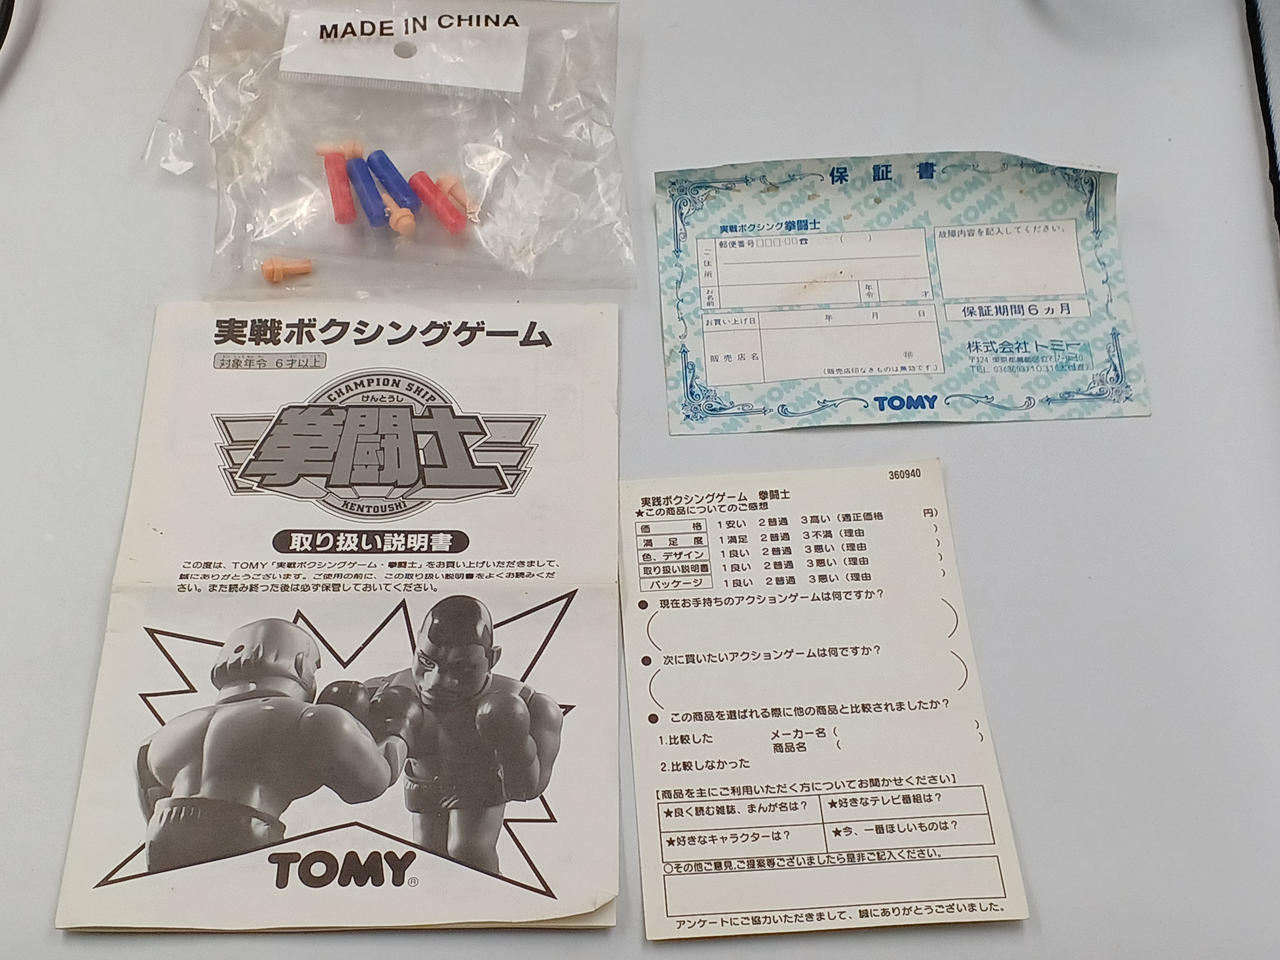 MADE IN CHINA
実戦ボクシングゲーム
対象年令 6才以上
CHAMPION SHIP
けんとうし
拳闘士
KENTOUSHI
取り扱い説明書
この度は、TOMY「実戦ボクシングゲーム・拳闘士」をお買い上げいただきまして、
誠にありがとうございます。ご使用の前に、この取り扱い説明書をよくお読みくだ
さい。また読み終った後は必ず保管しておいてください。
TOMY®
保証書
実戦ボクシング拳闘士
郵便番号□□□-□□☎ ( )
ご住所
お名前
年令 才
故障内容を記入してください。
お買い上げ日 年 月 日
販売店名 ㊞
(販売店印なきものは無効です。)
保証期間6ヵ月
株式会社トミー
〒124 東京都葛飾区立石
TOMY
360940
実践ボクシングゲーム 拳闘士
★この商品についてのご感想
価格 1安い 2普通 3高い(適正価格 円)
満足度 1満足 2普通 3不満(理由 )
色、デザイン 1良い 2普通 3悪い(理由 )
取り扱い説明書 1良い 2普通 3悪い(理由 )
パッケージ 1良い 2普通 3悪い(理由 )
●現在お手持ちのアクションゲームは何ですか?
●次に買いたいアクションゲームは何ですか?
●この商品を選ばれる際に他の商品と比較されましたか?
1.比較した メーカー名( )
商品名 ( )
2.比較しなかった
[商品を主にご利用いただく方についてお聞かせください]
★良く読む雑誌、まんが名は? ★好きなテレビ番組は?
★好きなキャラクターは? ★今、一番ほしいものは?
○その他ご意見、ご提案等ございましたら是非ご記入ください。
アンケートにご協力いただきまして、誠にありがとうございました。